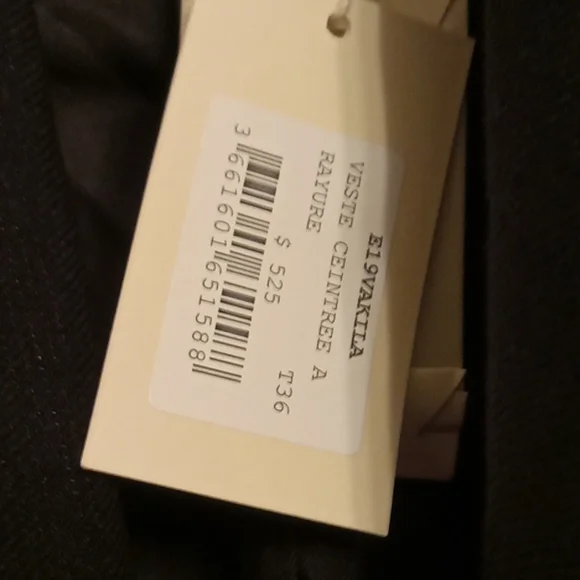 E19VAKILA
VESTE CEINTREE A
RAYURE
$ 525 T36
3 661601 651588